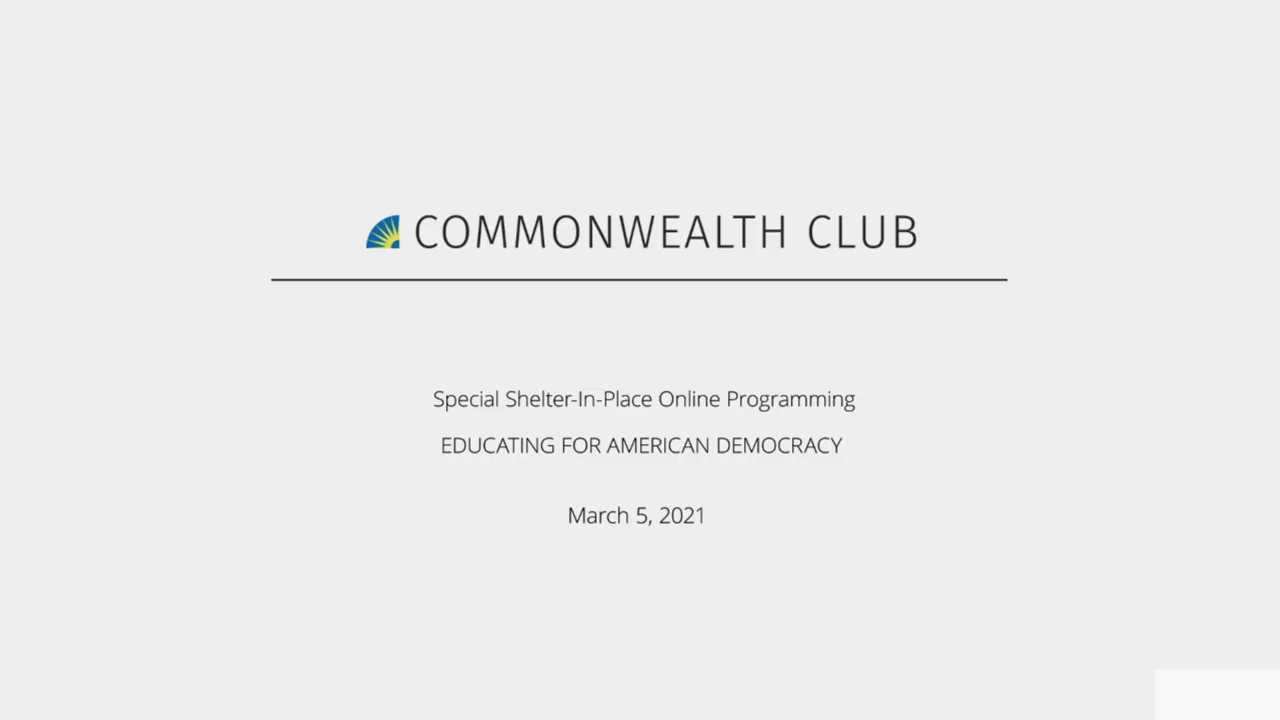 COMMONWEALTH CLUB
Special Shelter-In-Place Online Programming
EDUCATING FOR AMERICAN DEMOCRACY
March 5, 2021